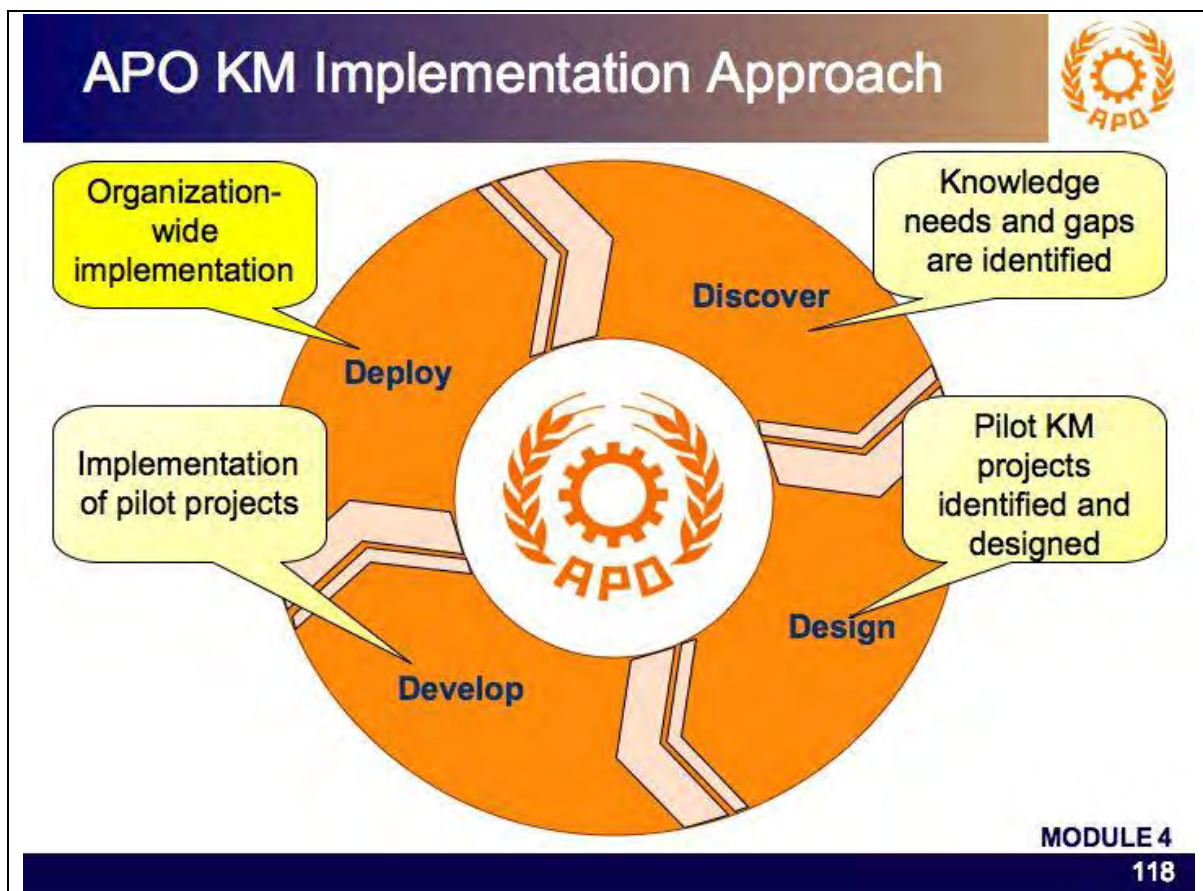 APO KM Implementation Approach
APO
Organization-
wide
implementation
Knowledge
needs and gaps
are identified
Discover
Deploy
Implementation
of pilot projects
Pilot KM
projects
identified and
designed
APO
Design
Develop
MODULE 4
118